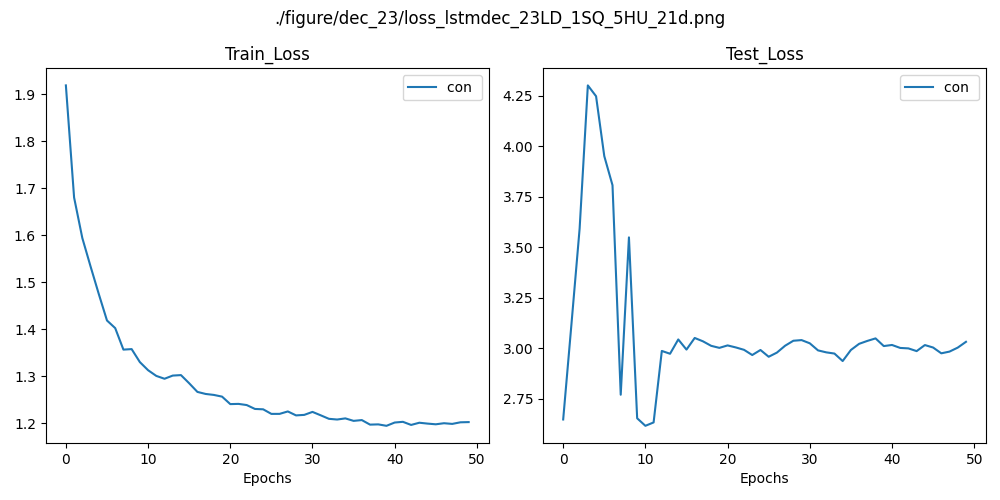 ./figure/dec_23/loss_lstmdec_23LD_1SQ_5HU_21d.png
Train_Loss
con
1.9
1.8
1.7
1.6
1.5
1.4
1.3
1.2
0 10 20 30 40 50
Epochs
Test_Loss
con
4.25
4.00
3.75
3.50
3.25
3.00
2.75
0 10 20 30 40 50
Epochs